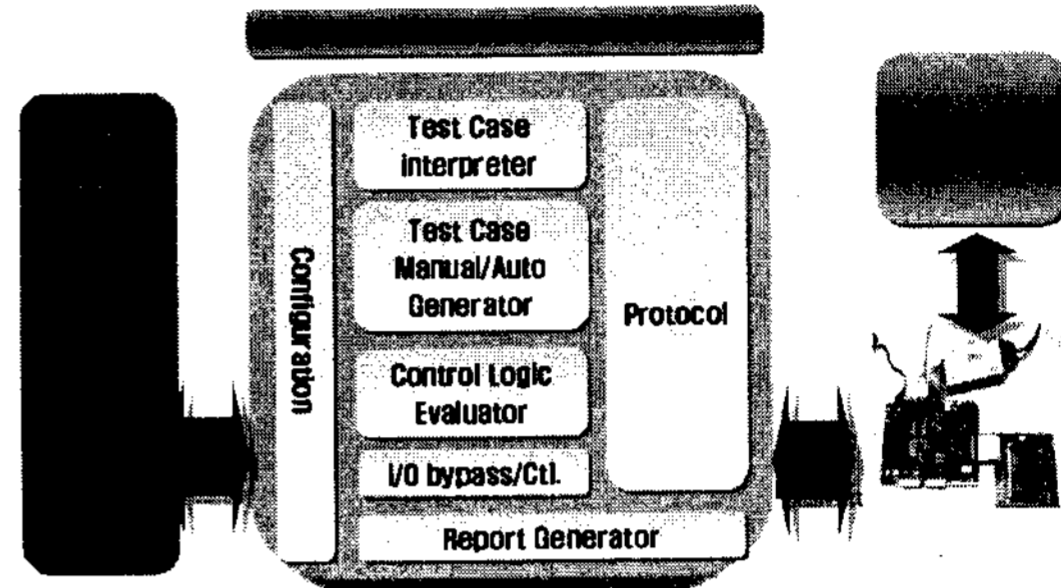 Test Case
interpreter
Test Case
Manual/Auto
Generator
Control Logic
Evaluator
I/O bypass/Ctl.
Report Generator
Configuration
Protocol